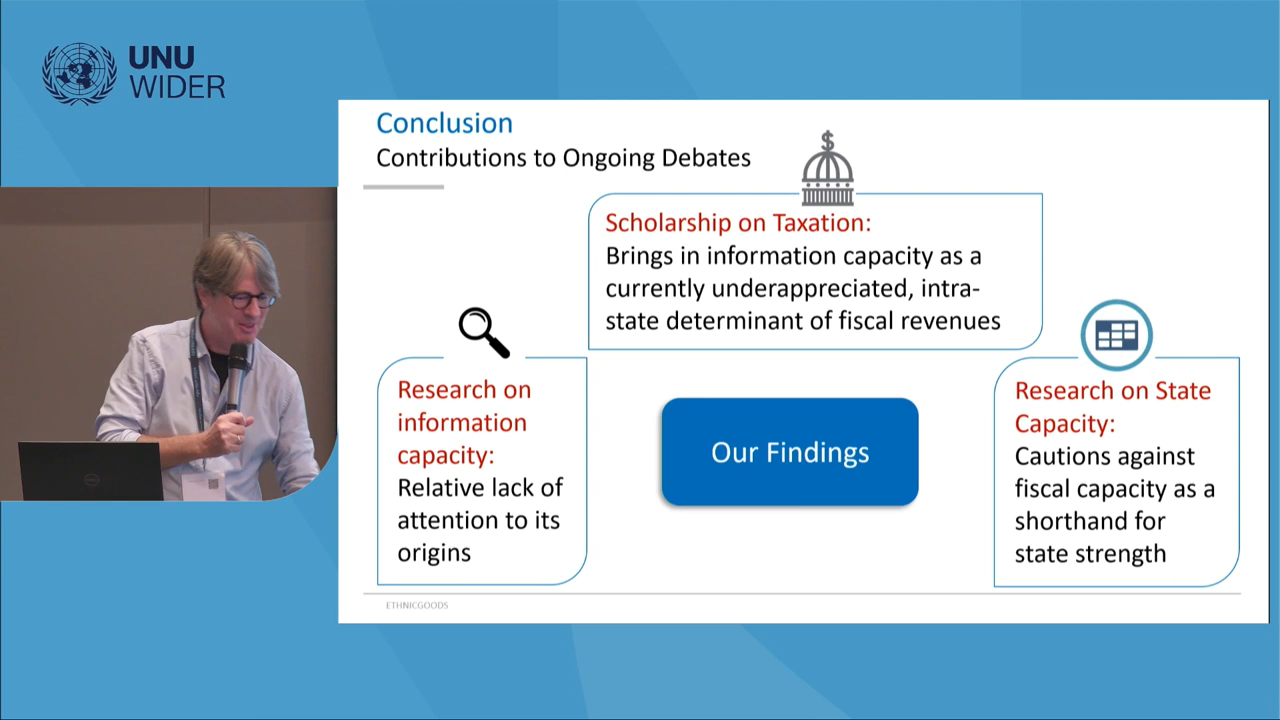 UNU
WIDER
Conclusion
Contributions to Ongoing Debates
$
Scholarship on Taxation:
Brings in information capacity as a
currently underappreciated, intra-
state determinant of fiscal revenues
Research on
information
capacity:
Relative lack of
attention to its
origins
Our Findings
Research on State
Capacity:
Cautions against
fiscal capacity as a
shorthand for
state strength
ETHNICGOODS
DELL